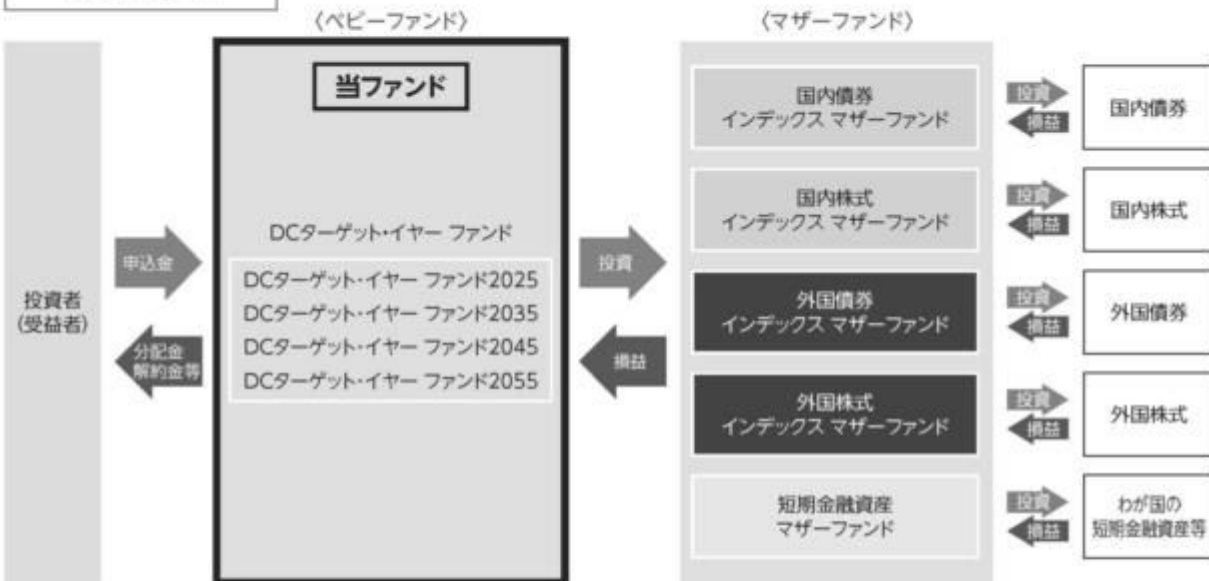 〈ベビーファンド〉
〈マザーファンド〉
当ファンド
投資者
(受益者)
申込金
分配金
解約金等
DCターゲット・イヤー ファンド
DCターゲット・イヤー ファンド2025
DCターゲット・イヤー ファンド2035
DCターゲット・イヤー ファンド2045
DCターゲット・イヤー ファンド2055
投資
損益
国内債券
インデックス マザーファンド
投資
損益
国内債券
国内株式
インデックス マザーファンド
投資
損益
国内株式
外国債券
インデックス マザーファンド
投資
損益
外国債券
外国株式
インデックス マザーファンド
投資
損益
外国株式
短期金融資産
マザーファンド
投資
損益
わが国の
短期金融資産等